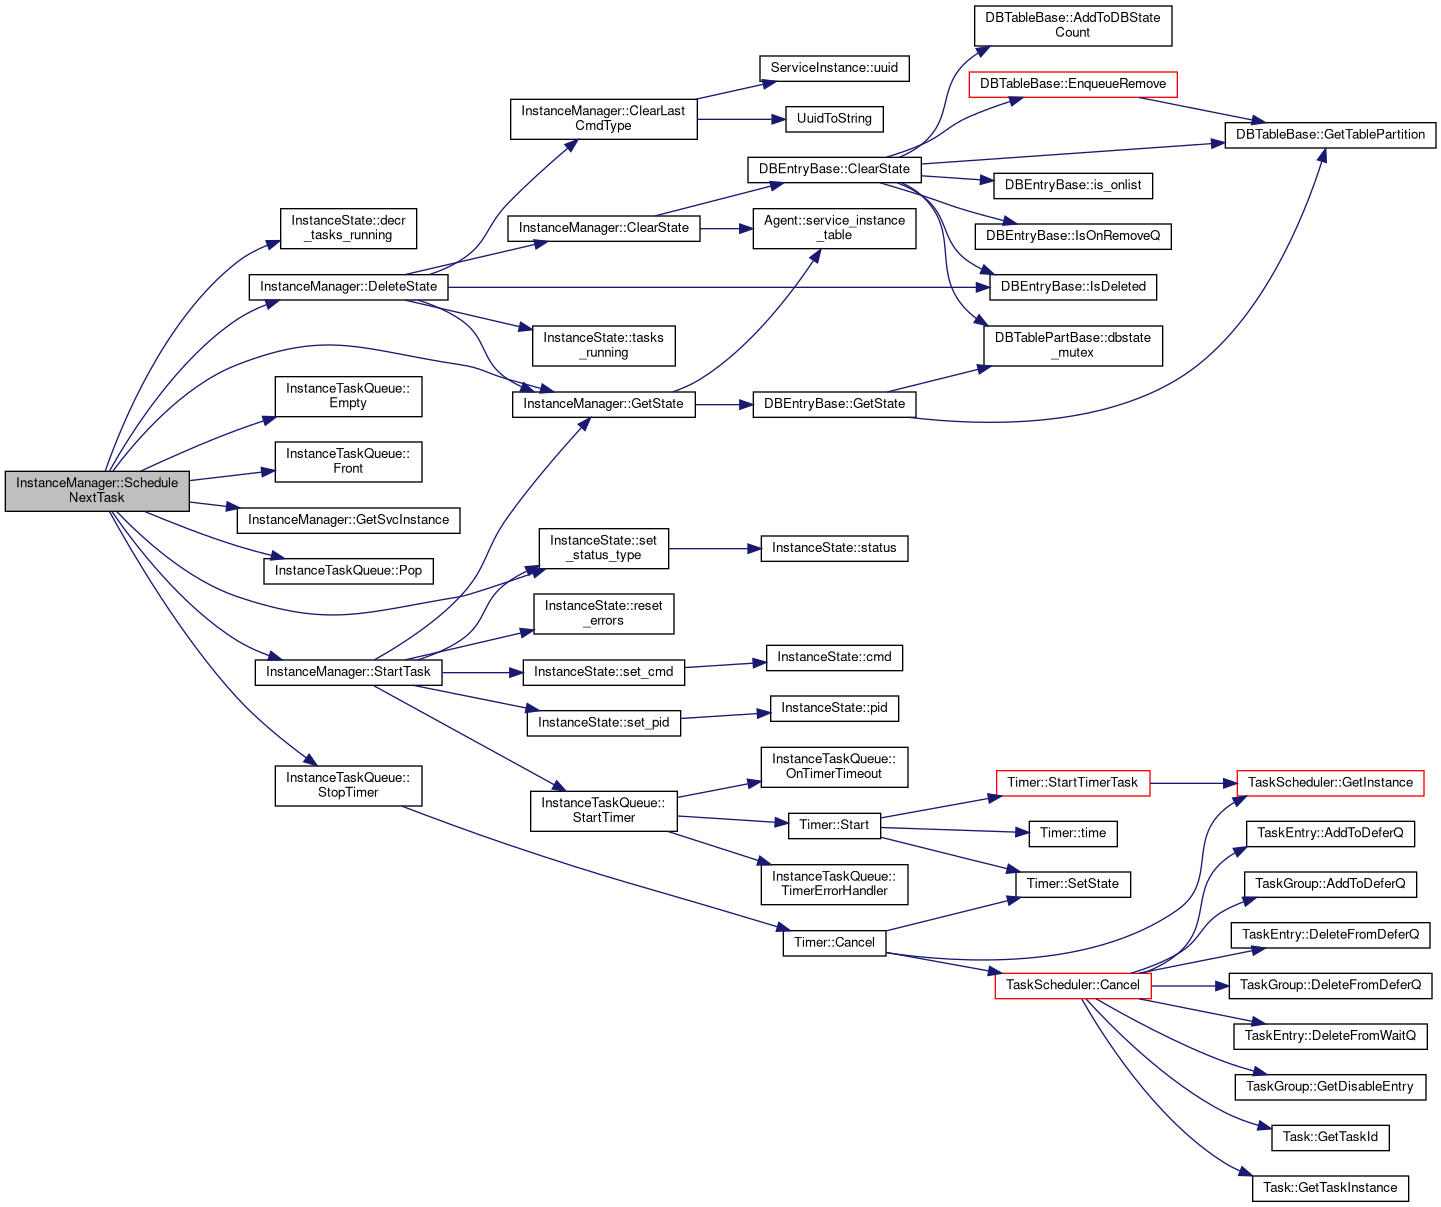 DBTableBase::AddToDBState
Count
ServiceInstance::uuid
DBTableBase::EnqueueRemove
InstanceManager::ClearLast
CmdType
UuidToString
DBTableBase::GetTablePartition
DBEntryBase::ClearState
DBEntryBase::is_onlist
InstanceState::decr
_tasks_running
InstanceManager::ClearState
Agent::service_instance
_table
DBEntryBase::IsOnRemoveQ
InstanceManager::DeleteState
DBEntryBase::IsDeleted
InstanceState::tasks
_running
DBTablePartBase::dbstate
_mutex
InstanceTaskQueue::
Empty
InstanceManager::GetState
DBEntryBase::GetState
InstanceTaskQueue::
Front
InstanceManager::Schedule
NextTask
InstanceManager::GetSvcInstance
InstanceState::set
_status_type
InstanceState::status
InstanceTaskQueue::Pop
InstanceState::reset
_errors
InstanceManager::StartTask
InstanceState::set_cmd
InstanceState::cmd
InstanceState::set_pid
InstanceState::pid
InstanceTaskQueue::
StopTimer
InstanceTaskQueue::
OnTimerTimeout
Timer::StartTimerTask
TaskScheduler::GetInstance
InstanceTaskQueue::
StartTimer
Timer::Start
Timer::time
TaskEntry::AddToDeferQ
InstanceTaskQueue::
TimerErrorHandler
Timer::SetState
TaskGroup::AddToDeferQ
Timer::Cancel
TaskEntry::DeleteFromDeferQ
TaskScheduler::Cancel
TaskGroup::DeleteFromDeferQ
TaskEntry::DeleteFromWaitQ
TaskGroup::GetDisableEntry
Task::GetTaskId
Task::GetTaskInstance